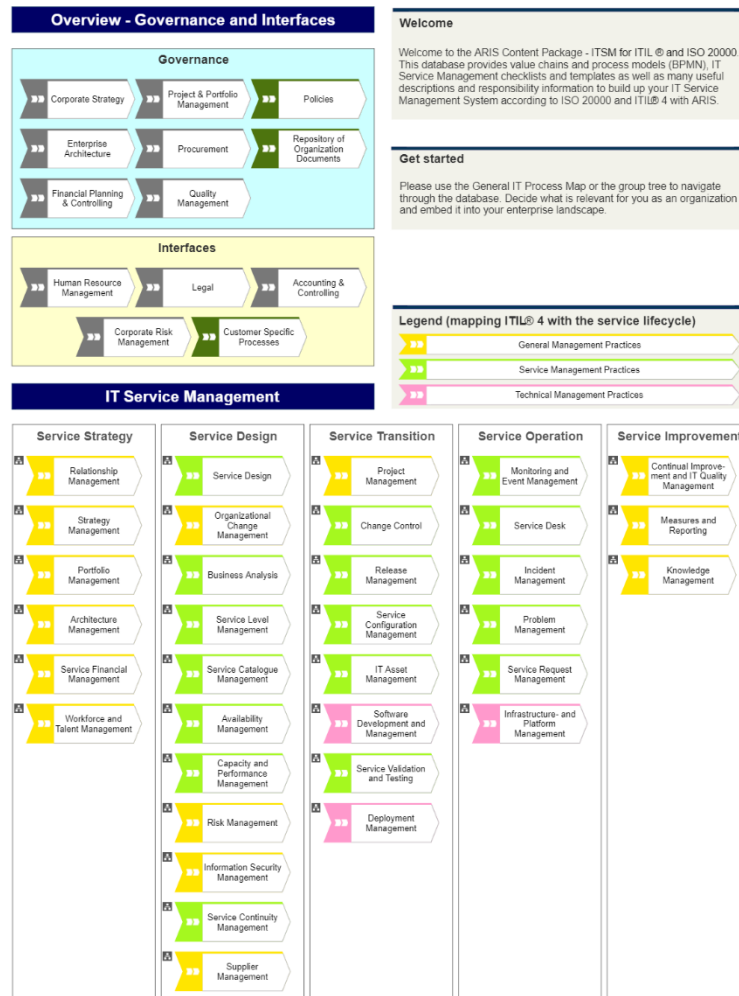 Overview - Governance and Interfaces
Governance
Corporate Strategy
Project & Portfolio
Management
Policies
Enterprise
Architecture
Procurement
Repository of
Organization
Documents
Financial Planning
& Controlling
Quality
Management
Interfaces
Human Resource
Management
Legal
Accounting &
Controlling
Corporate Risk
Management
Customer Specific
Processes
Welcome
Welcome to the ARIS Content Package - ITSM for ITIL ® and ISO 20000.
This database provides value chains and process models (BPMN), IT
Service Management checklists and templates as well as many useful
descriptions and responsibility information to build up your IT Service
Management System according to ISO 20000 and ITIL® 4 with ARIS.
Get started
Please use the General IT Process Map or the group tree to navigate
through the database. Decide what is relevant for you as an organization
and embed it into your enterprise landscape.
Legend (mapping ITIL® 4 with the service lifecycle)
General Management Practices
Service Management Practices
Technical Management Practices
IT Service Management
Service Strategy
Relationship
Management
Strategy
Management
Portfolio
Management
Architecture
Management
Service Financial
Management
Workforce and
Talent Management
Service Design
Service Design
Organizational
Change
Management
Business Analysis
Service Level
Management
Service Catalogue
Management
Availability
Management
Capacity and
Performance
Management
Risk Management
Information Security
Management
Service Continuity
Management
Supplier
Management
Service Transition
Project
Management
Change Control
Release
Management
Service
Configuration
Management
IT Asset
Management
Software
Development and
Management
Service Validation
and Testing
Deployment
Management
Service Operation
Monitoring and
Event Management
Service Desk
Incident
Management
Problem
Management
Service Request
Management
Infrastructure- and
Platform
Management
Service Improvement
Continual Improve-
ment and IT Quality
Management
Measures and
Reporting
Knowledge
Management